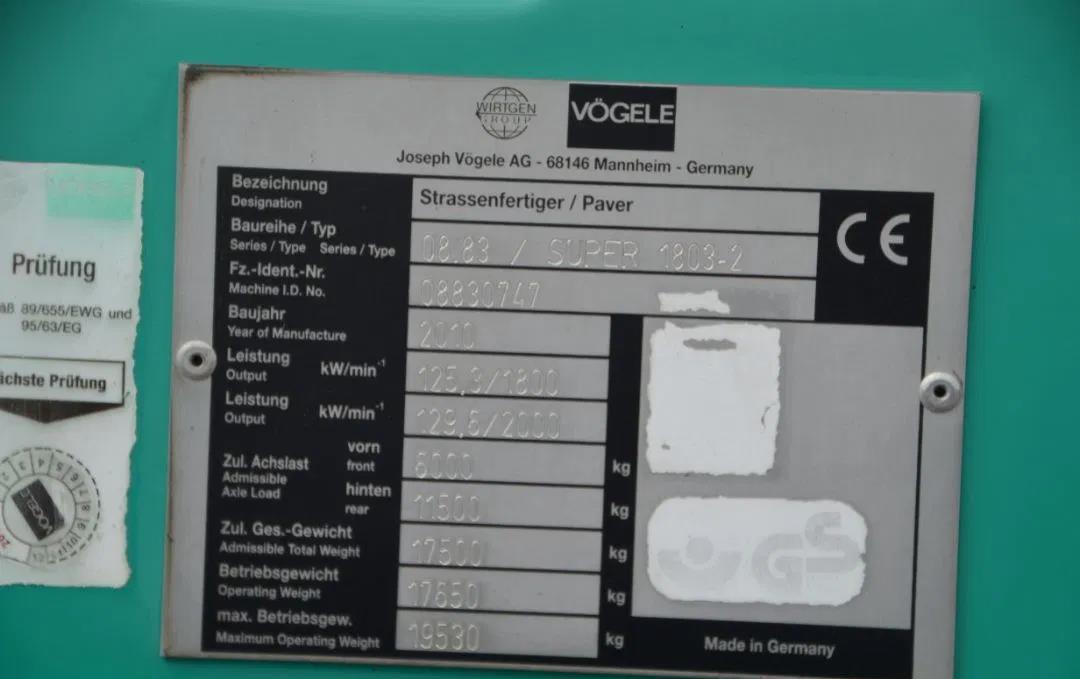 WIRTGEN
GROUP
VÖGELE
Joseph Vögele AG - 68146 Mannheim - Germany
Bezeichnung
Designation
Strassenfertiger / Paver
Baureihe / Typ
Series / Type Series / Type
08.83 / SUPER 1803-2
CE
Fz.-Ident.-Nr.
Machine I.D. No.
08830747
Baujahr
Year of Manufacture
2010
Leistung
Output
kW/min⁻¹
125,3/1800
Leistung
Output
kW/min⁻¹
129,6/2000
Zul. Achslast
Admissible
Axle Load
vorn
front
6000 kg
hinten
rear
11500 kg
Zul. Ges.-Gewicht
Admissible Total Weight
17500 kg
Betriebsgewicht
Operating Weight
17650 kg
max. Betriebsgew.
Maximum Operating Weight
19530 kg
GS
Made in Germany
Prüfung
89/655/EWG und
95/63/EG
Prüfung
VÖGELE